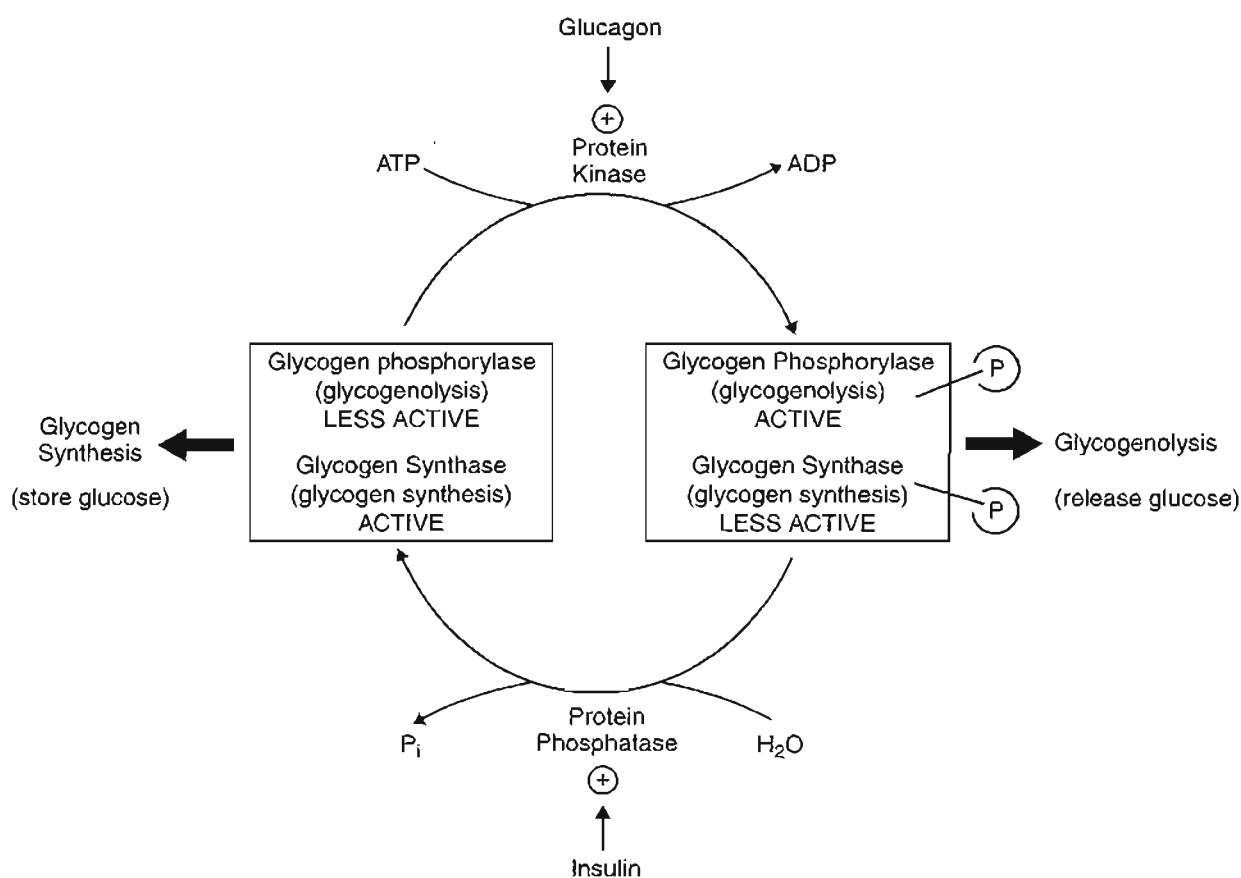 Glucagon
+
Protein
Kinase
ATP
ADP
Glycogen phosphorylase
(glycogenolysis)
LESS ACTIVE
Glycogen Synthase
(glycogen synthesis)
ACTIVE
Glycogen Phosphorylase
(glycogenolysis)
ACTIVE
Glycogen Synthase
(glycogen synthesis)
LESS ACTIVE
P
P
Glycogen
Synthesis
(store glucose)
Glycogenolysis
(release glucose)
Pi
Protein
Phosphatase
H₂O
+
Insulin